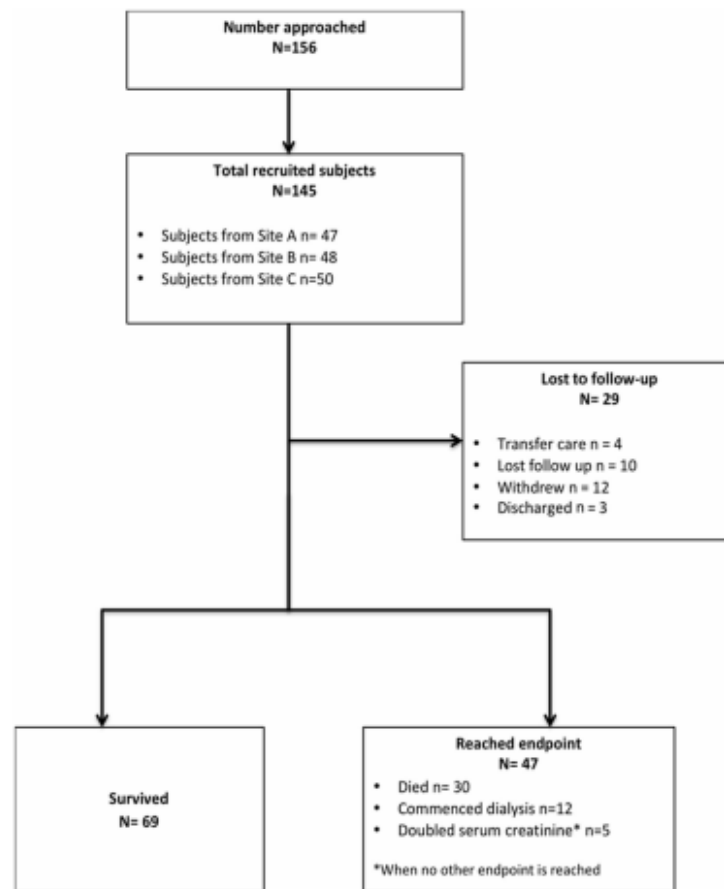 Number approached
N=156
Total recruited subjects
N=145
• Subjects from Site A n= 47
• Subjects from Site B n= 48
• Subjects from Site C n=50
Lost to follow-up
N= 29
• Transfer care n = 4
• Lost follow up n = 10
• Withdrew n = 12
• Discharged n = 3
Survived
N= 69
Reached endpoint
N= 47
• Died n= 30
• Commenced dialysis n=12
• Doubled serum creatinine* n=5
*When no other endpoint is reached